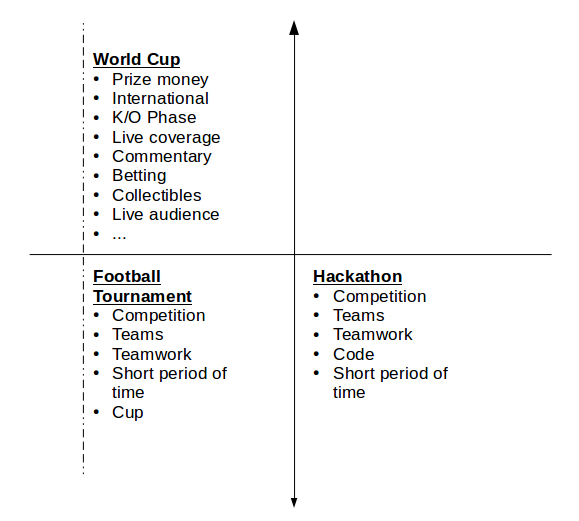 World Cup
• Prize money
• International
• K/O Phase
• Live coverage
• Commentary
• Betting
• Collectibles
• Live audience
• ...
Football
Tournament
• Competition
• Teams
• Teamwork
• Short period of
time
• Cup
Hackathon
• Competition
• Teams
• Teamwork
• Code
• Short period of
time